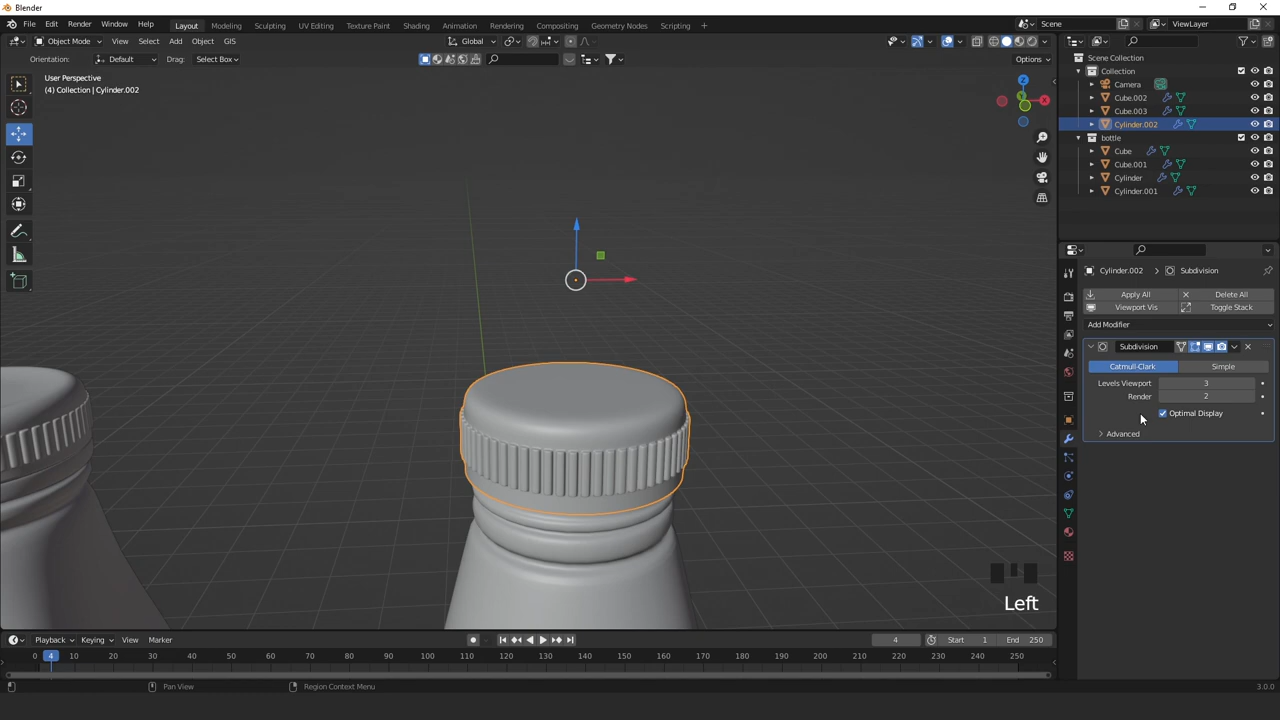 Blender
File Edit Render Window Help
Layout Modeling Sculpting UV Editing Texture Paint Shading Animation Rendering Compositing Geometry Nodes Scripting +
Scene ViewLayer
Object Mode View Select Add Object GIS Global
Orientation: Default Drag: Select Box Options
User Perspective
(4) Collection | Cylinder.002
Z
Y
X
Scene Collection
Collection
Camera
Cube.002
Cube.003
Cylinder.002
bottle
Cube
Cube.001
Cylinder
Cylinder.001
Cylinder.002 > Subdivision
Apply All Delete All
Viewport Vis Toggle Stack
Add Modifier
Subdivision
Catmull-Clark Simple
Levels Viewport 3
Render 2
Optimal Display
Advanced
Left
Playback Keying View Marker 4 Start 1 End 250
0 4 10 20 30 40 50 60 70 80 90 100 110 120 130 140 150 160 170 180 190 200 210 220 230 240 250
Pan View Region Context Menu 3.0.0